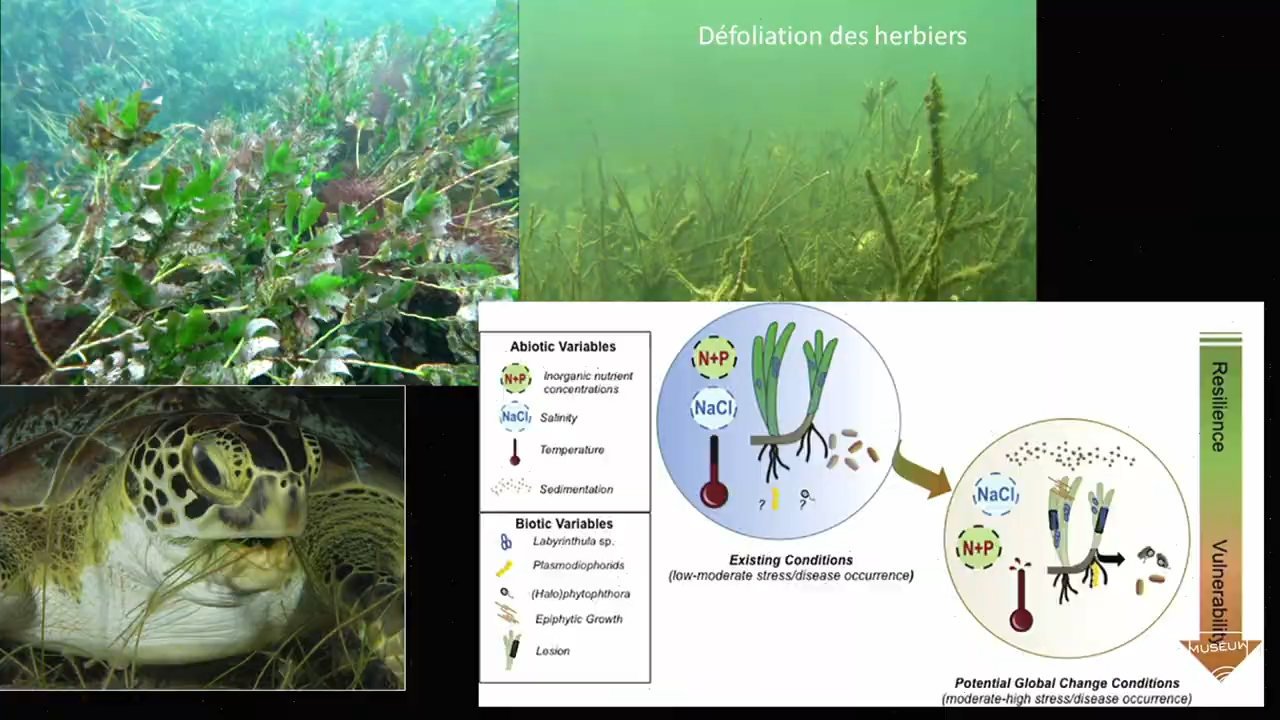 Défoliation des herbiers
Abiotic Variables
N+P
Inorganic nutrient
concentrations
NaCl
Salinity
Temperature
Sedimentation
Biotic Variables
Labyrinthula sp.
Plasmodiophorids
(Halo)phytophthora
Epiphytic Growth
Lesion
N+P
NaCl
?
?
Existing Conditions
(low-moderate stress/disease occurrence)
NaCl
N+P
Potential Global Change Conditions
(moderate-high stress/disease occurrence)
Resilience
Vulnerability
MUSEUM